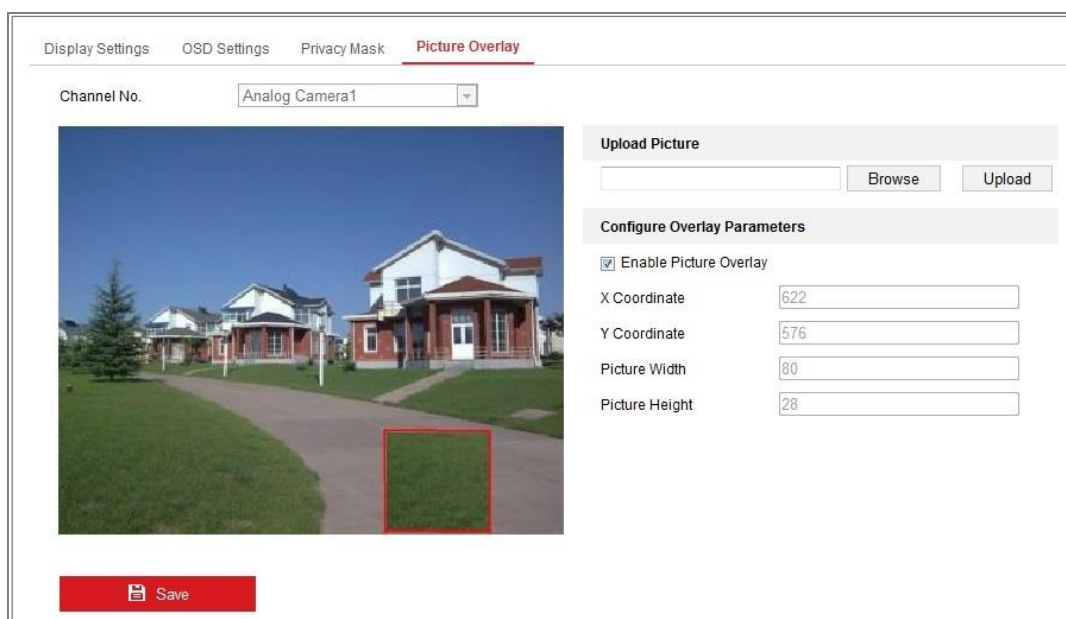 Display Settings OSD Settings Privacy Mask Picture Overlay
Channel No. Analog Camera1
Upload Picture
Browse Upload
Configure Overlay Parameters
Enable Picture Overlay
X Coordinate 622
Y Coordinate 576
Picture Width 80
Picture Height 28
Save